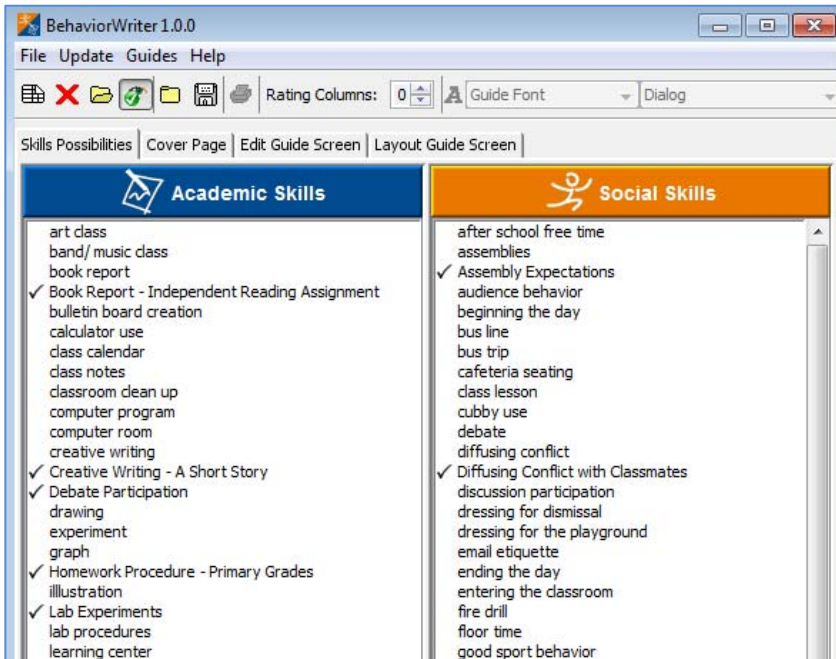 BehaviorWriter 1.0.0
File Update Guides Help
Rating Columns: 0 A Guide Font Dialog
Skills Possibilities Cover Page Edit Guide Screen Layout Guide Screen
Academic Skills
art class
band/ music class
book report
✓ Book Report - Independent Reading Assignment
bulletin board creation
calculator use
class calendar
class notes
classroom clean up
computer program
computer room
creative writing
✓ Creative Writing - A Short Story
✓ Debate Participation
drawing
experiment
graph
✓ Homework Procedure - Primary Grades
illlustration
✓ Lab Experiments
lab procedures
learning center
Social Skills
after school free time
assemblies
✓ Assembly Expectations
audience behavior
beginning the day
bus line
bus trip
cafeteria seating
class lesson
cubby use
debate
diffusing conflict
✓ Diffusing Conflict with Classmates
discussion participation
dressing for dismissal
dressing for the playground
email etiquette
ending the day
entering the classroom
fire drill
floor time
good sport behavior